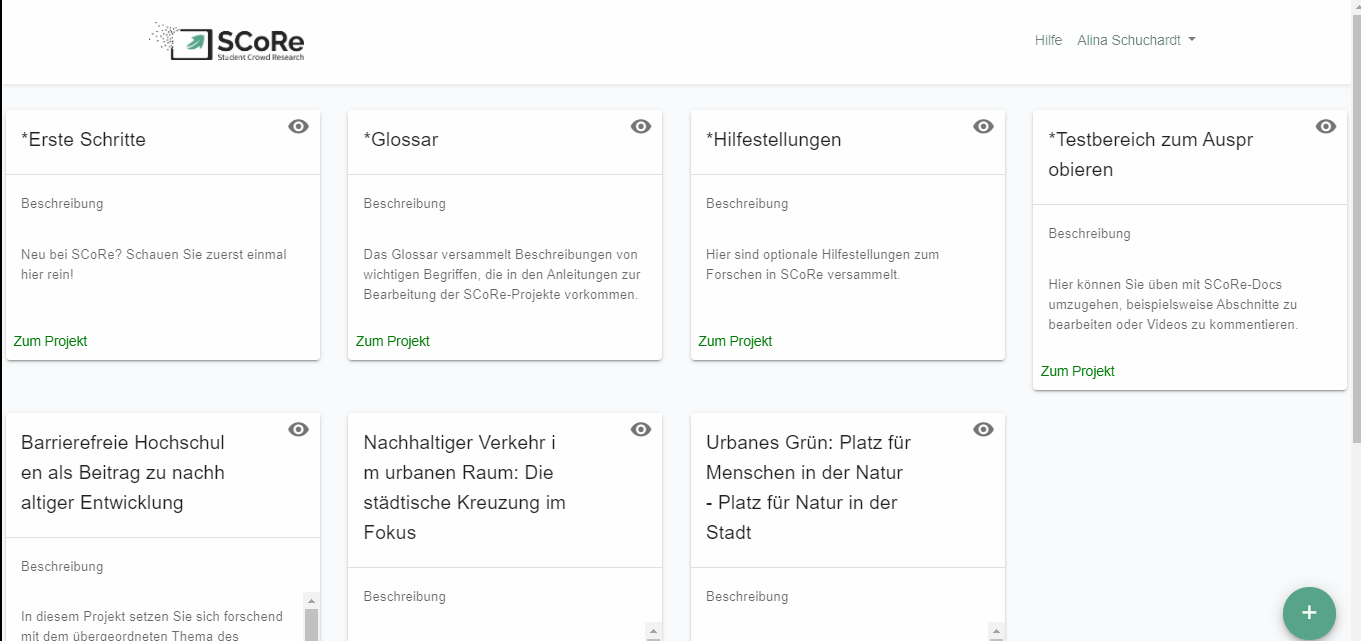 SCoRe
Student Crowd Research
Hilfe
Alina Schuchardt
*Erste Schritte
Beschreibung
Neu bei SCoRe? Schauen Sie zuerst einmal
hier rein!
Zum Projekt
*Glossar
Beschreibung
Das Glossar versammelt Beschreibungen von
wichtigen Begriffen, die in den Anleitungen zur
Bearbeitung der SCoRe-Projekte vorkommen.
Zum Projekt
*Hilfestellungen
Beschreibung
Hier sind optionale Hilfestellungen zum
Forschen in SCoRe versammelt.
Zum Projekt
*Testbereich zum Auspr
obieren
Beschreibung
Hier können Sie üben mit SCoRe-Docs
umzugehen, beispielsweise Abschnitte zu
bearbeiten oder Videos zu kommentieren.
Zum Projekt
Barrierefreie Hochschul
en als Beitrag zu nachh
altiger Entwicklung
Beschreibung
In diesem Projekt setzen Sie sich forschend
mit dem übergeordneten Thema des
Nachhaltiger Verkehr i
m urbanen Raum: Die
städtische Kreuzung im
Fokus
Beschreibung
Urbanes Grün: Platz für
Menschen in der Natur
- Platz für Natur in der
Stadt
Beschreibung
+